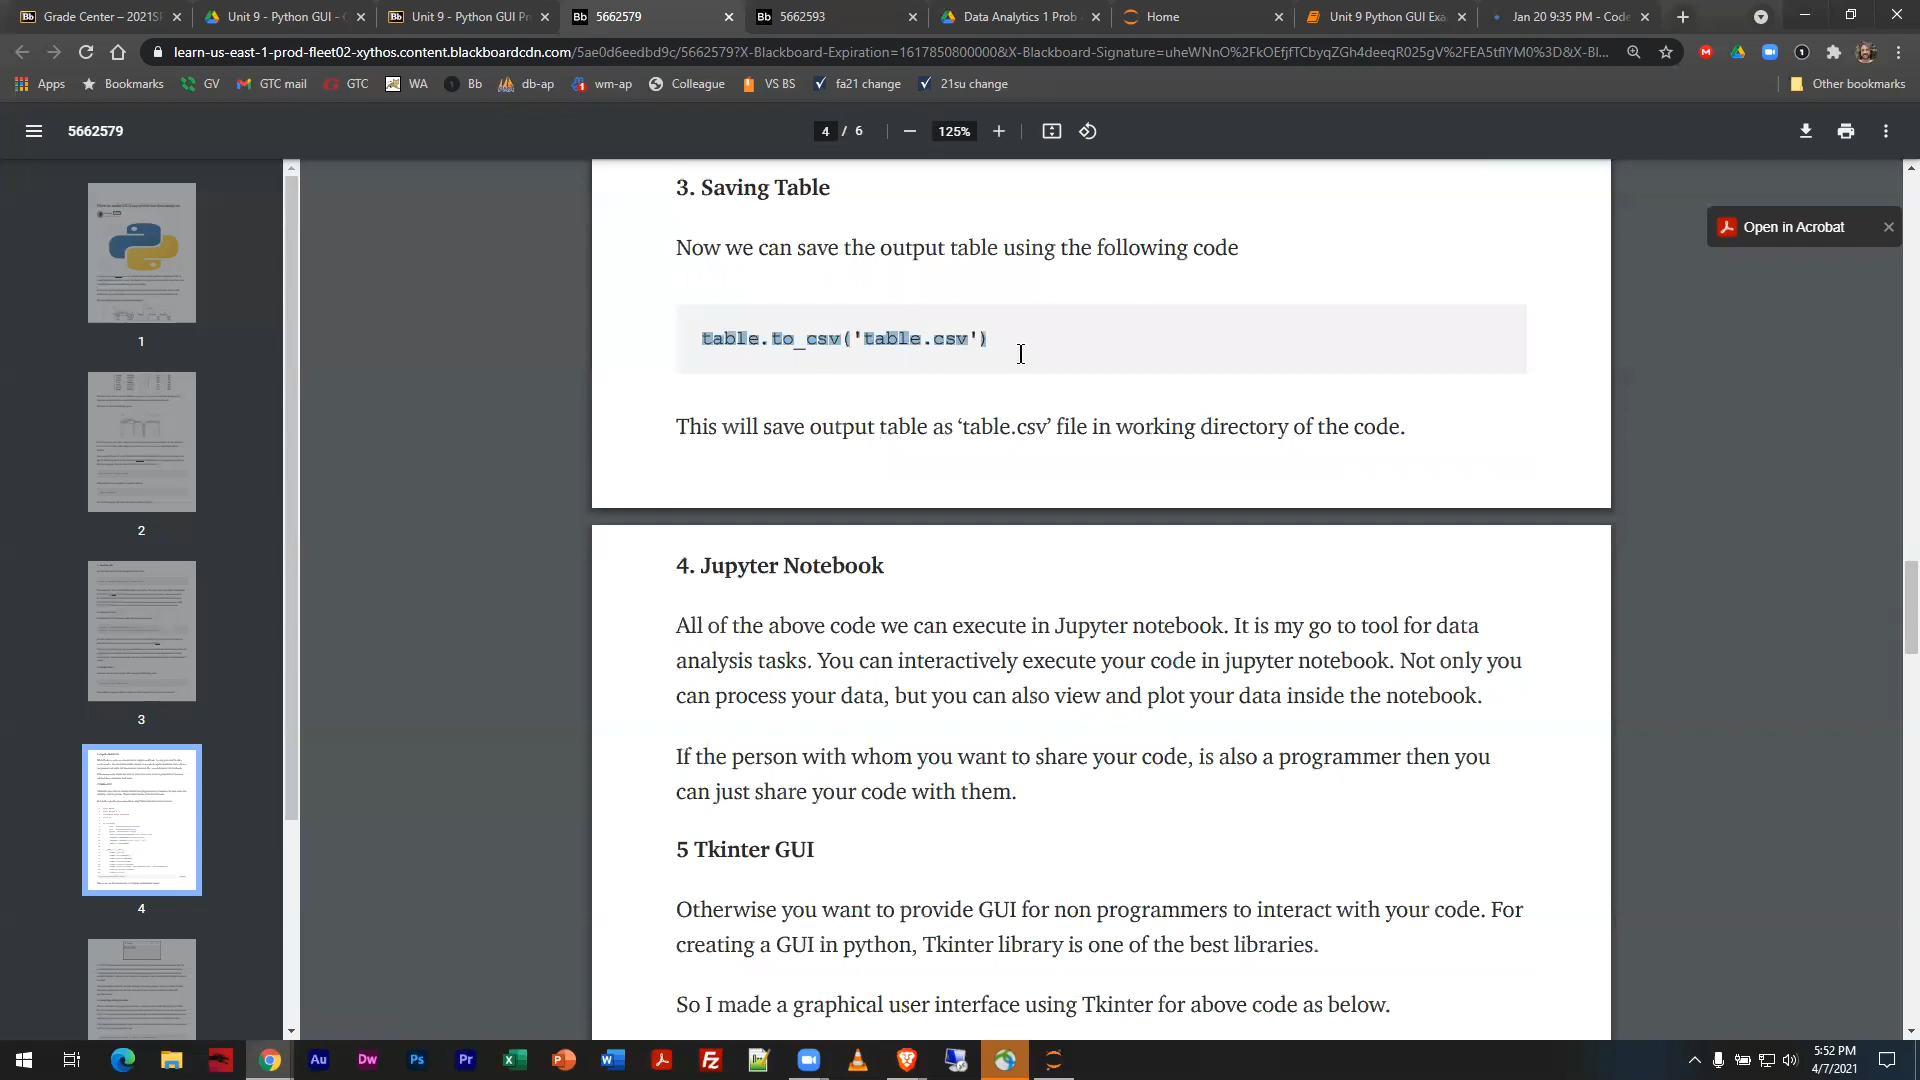 Grade Center – 2021S
Unit 9 - Python GUI -
Unit 9 - Python GUI Pr
5662579
5662593
Data Analytics 1 Prob
Home
Unit 9 Python GUI Exa
Jan 20 9:35 PM - Code
learn-us-east-1-prod-fleet02-xythos.content.blackboardcdn.com/5ae0d6eedbd9c/5662579?X-Blackboard-Expiration=1617850800000&X-Blackboard-Signature=uheWNnO%2FkOEfjfTCbyqZGh4deeqR025gV%2FEA5tflYM0%3D&X-Bl...
Apps
Bookmarks
GV
GTC mail
GTC
WA
Bb
db-ap
wm-ap
Colleague
VS BS
fa21 change
21su change
Other bookmarks
5662579
4 / 6
125%
Open in Acrobat
1
2
3
4
3. Saving Table
Now we can save the output table using the following code
table.to_csv('table.csv')
This will save output table as ‘table.csv’ file in working directory of the code.
4. Jupyter Notebook
All of the above code we can execute in Jupyter notebook. It is my go to tool for data
analysis tasks. You can interactively execute your code in jupyter notebook. Not only you
can process your data, but you can also view and plot your data inside the notebook.
If the person with whom you want to share your code, is also a programmer then you
can just share your code with them.
5 Tkinter GUI
Otherwise you want to provide GUI for non programmers to interact with your code. For
creating a GUI in python, Tkinter library is one of the best libraries.
So I made a graphical user interface using Tkinter for above code as below.
5:52 PM
4/7/2021